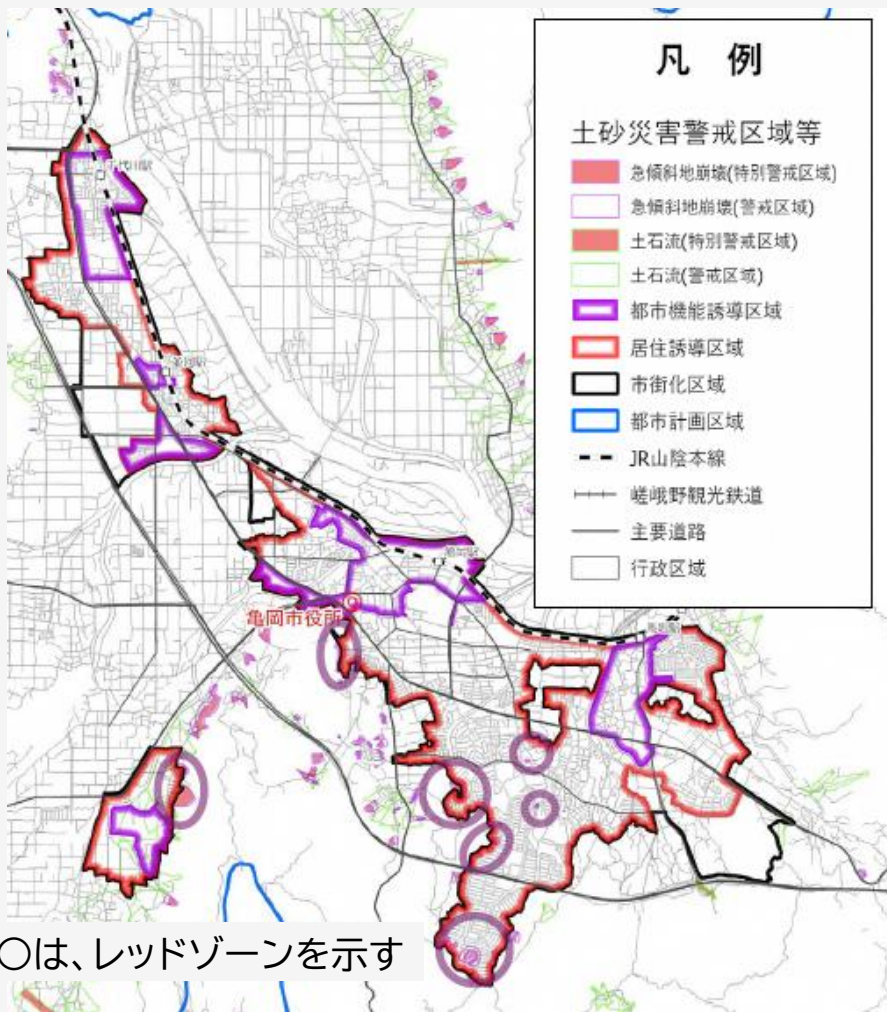 凡 例
土砂災害警戒区域等
急傾斜地崩壊(特別警戒区域)
急傾斜地崩壊(警戒区域)
土石流(特別警戒区域)
土石流(警戒区域)
都市機能誘導区域
居住誘導区域
市街化区域
都市計画区域
JR山陰本線
嵯峨野観光鉄道
主要道路
行政区域
千代川駅
亀岡市役所
〇は、レッドゾーンを示す